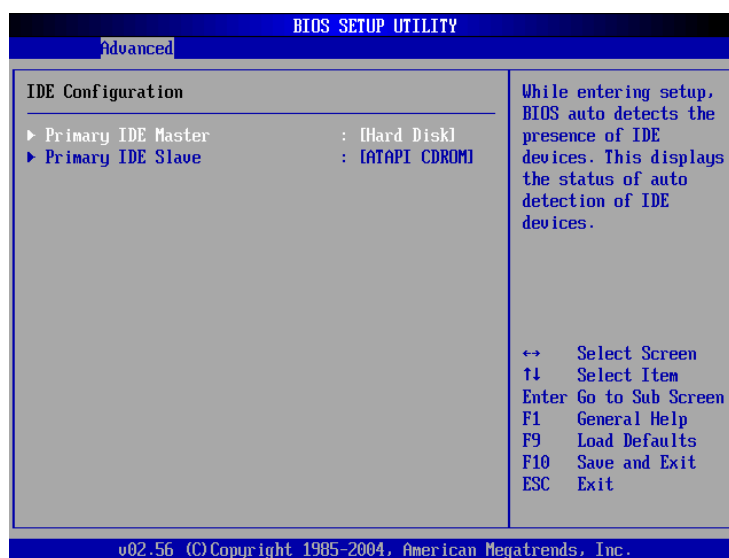 BIOS SETUP UTILITY
Advanced
IDE Configuration
▶ Primary IDE Master : [Hard Disk]
▶ Primary IDE Slave : [ATAPI CDROM]
While entering setup,
BIOS auto detects the
presence of IDE
devices. This displays
the status of auto
detection of IDE
devices.
↔ Select Screen
↑↓ Select Item
Enter Go to Sub Screen
F1 General Help
F9 Load Defaults
F10 Save and Exit
ESC Exit
v02.56 (C)Copyright 1985-2004, American Megatrends, Inc.